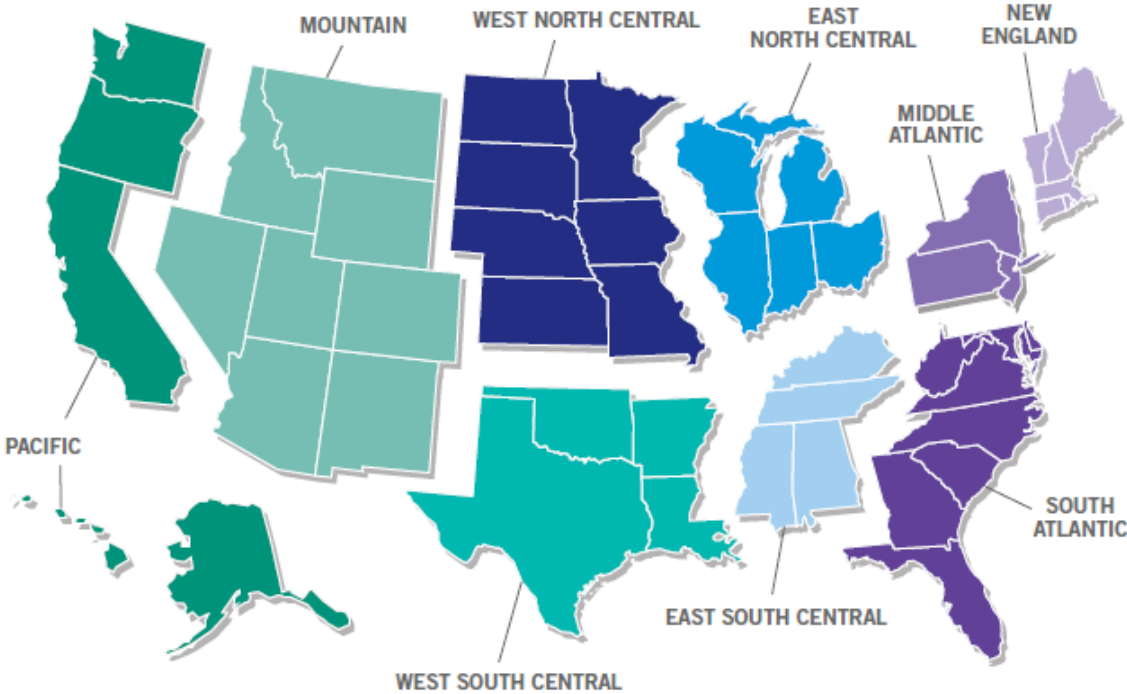 MOUNTAIN
WEST NORTH CENTRAL
EAST
NORTH CENTRAL
NEW
ENGLAND
MIDDLE
ATLANTIC
PACIFIC
SOUTH
ATLANTIC
EAST SOUTH CENTRAL
WEST SOUTH CENTRAL